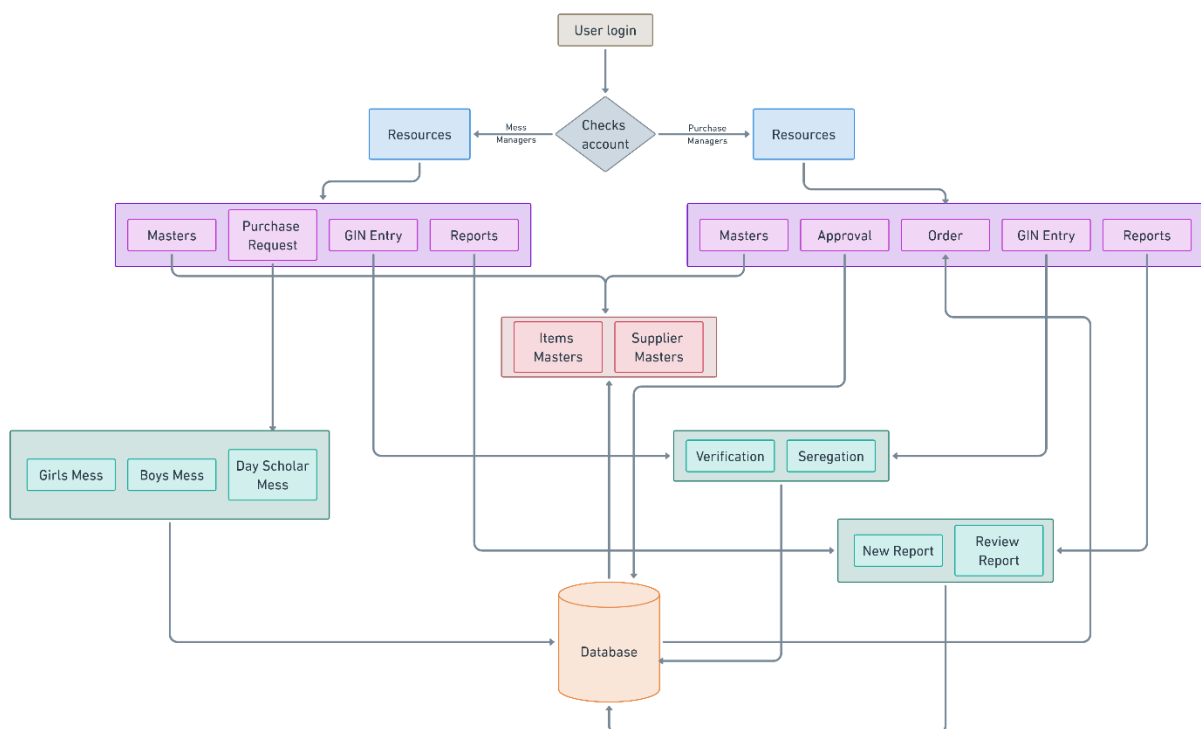 User login
Checks
account
Mess
Managers
Purchase
Managers
Resources
Resources
Masters
Purchase
Request
GIN Entry
Reports
Masters
Approval
Order
GIN Entry
Reports
Items
Masters
Supplier
Masters
Girls Mess
Boys Mess
Day Scholar
Mess
Verification
Seregation
New Report
Review
Report
Database